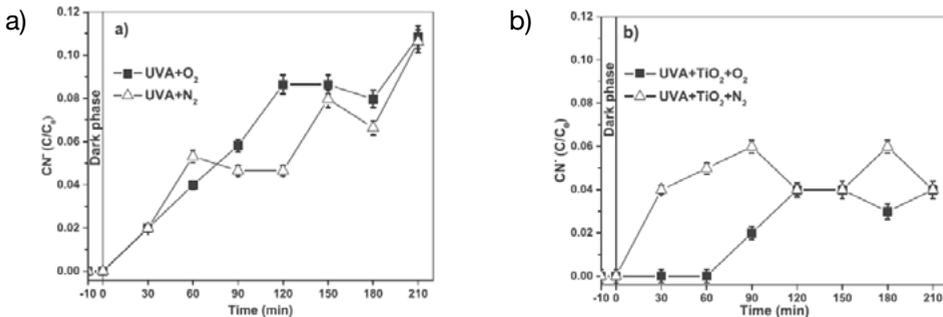 a)
a)
UVA+O₂
UVA+N₂
Dark phase
CN⁻ (C/C₀)
0.12
0.10
0.08
0.06
0.04
0.02
0.00
-10 0 30 60 90 120 150 180 210
Time (min)
b)
b)
UVA+TiO₂+O₂
UVA+TiO₂+N₂
Dark phase
CN⁻ (C/C₀)
0.12
0.10
0.08
0.06
0.04
0.02
0.00
-10 0 30 60 90 120 150 180 210
Time (min)